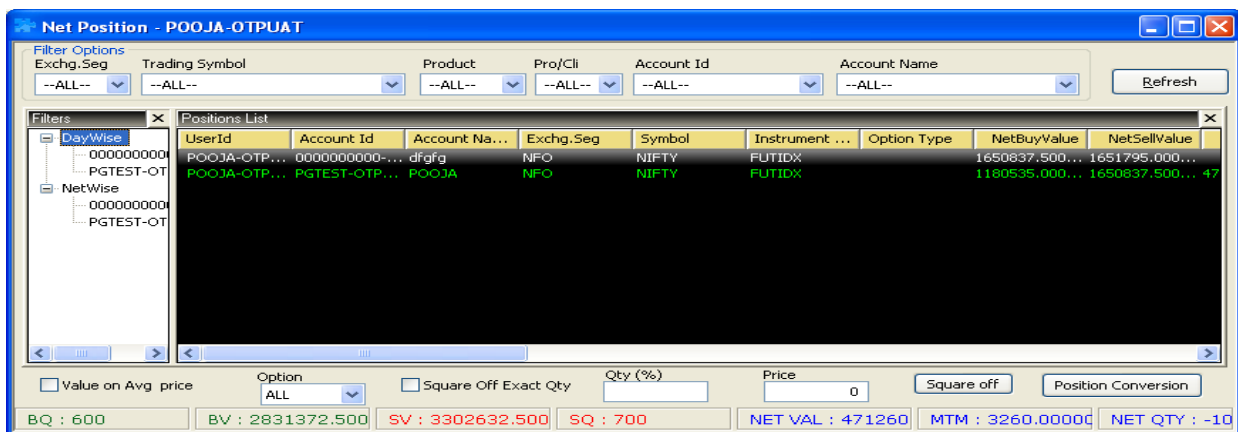 Net Position - POOJA-OTPUAT
Filter Options
Exchg.Seg Trading Symbol Product Pro/Cli Account Id Account Name
--ALL-- --ALL-- --ALL-- --ALL-- --ALL-- --ALL-- Refresh
Filters Positions List
DayWise UserId Account Id Account Na... Exchg.Seg Symbol Instrument ... Option Type NetBuyValue NetSellValue
000000000 POOJA-OTP... 0000000000-... dfgfg NFO NIFTY FUTIDX 1650837.500... 1651795.000...
PGTEST-OT POOJA-OTP... PGTEST-OTP... POOJA NFO NIFTY FUTIDX 1180535.000... 1650837.500... 47
NetWise
000000000
PGTEST-OT
Value on Avg price Option ALL Square Off Exact Qty Qty (%) Price 0 Square off Position Conversion
BQ : 600 BV : 2831372.500 SV : 3302632.500 SQ : 700 NET VAL : 471260 MTM : 3260.00000 NET QTY : -10